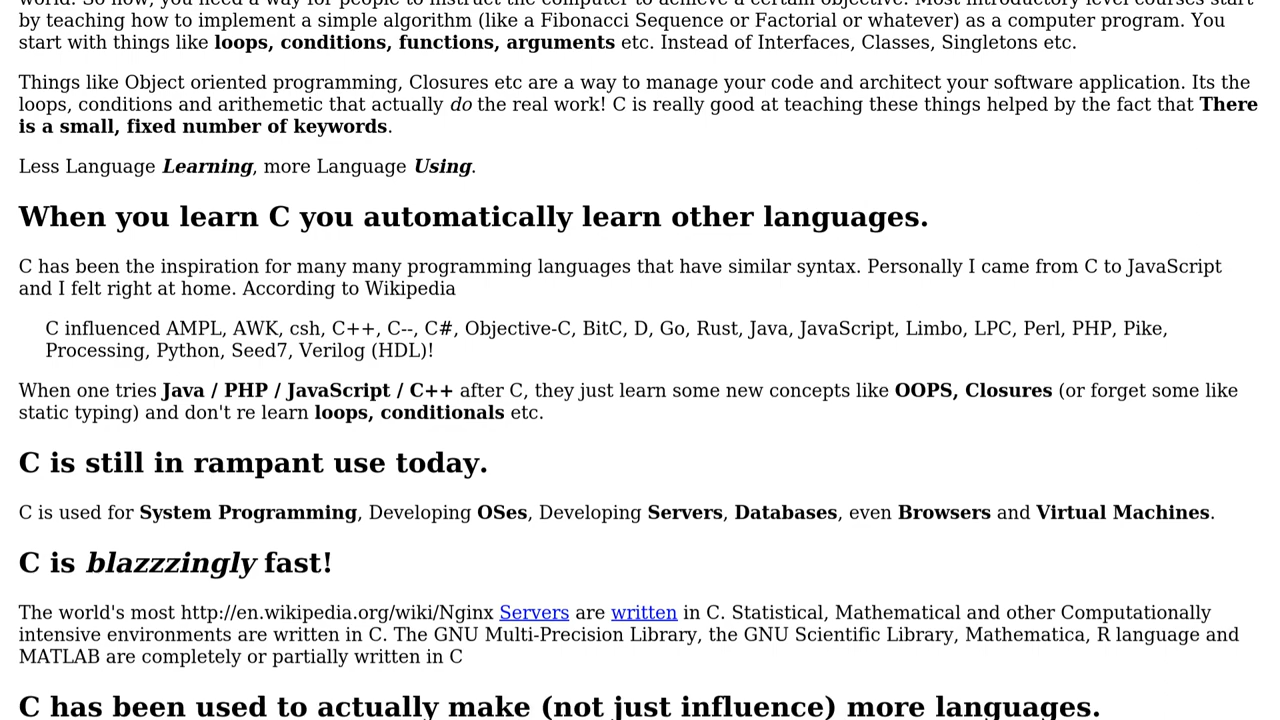 by teaching how to implement a simple algorithm (like a Fibonacci Sequence or Factorial or whatever) as a computer program. You
start with things like loops, conditions, functions, arguments etc. Instead of Interfaces, Classes, Singletons etc.
Things like Object oriented programming, Closures etc are a way to manage your code and architect your software application. Its the
loops, conditions and arithemetic that actually do the real work! C is really good at teaching these things helped by the fact that There
is a small, fixed number of keywords.
Less Language Learning, more Language Using.
When you learn C you automatically learn other languages.
C has been the inspiration for many many programming languages that have similar syntax. Personally I came from C to JavaScript
and I felt right at home. According to Wikipedia
C influenced AMPL, AWK, csh, C++, C--, C#, Objective-C, BitC, D, Go, Rust, Java, JavaScript, Limbo, LPC, Perl, PHP, Pike,
Processing, Python, Seed7, Verilog (HDL)!
When one tries Java / PHP / JavaScript / C++ after C, they just learn some new concepts like OOPS, Closures (or forget some like
static typing) and don't re learn loops, conditionals etc.
C is still in rampant use today.
C is used for System Programming, Developing OSes, Developing Servers, Databases, even Browsers and Virtual Machines.
C is blazzzingly fast!
The world's most http://en.wikipedia.org/wiki/Nginx Servers are written in C. Statistical, Mathematical and other Computationally
intensive environments are written in C. The GNU Multi-Precision Library, the GNU Scientific Library, Mathematica, R language and
MATLAB are completely or partially written in C
C has been used to actually make (not just influence) more languages.